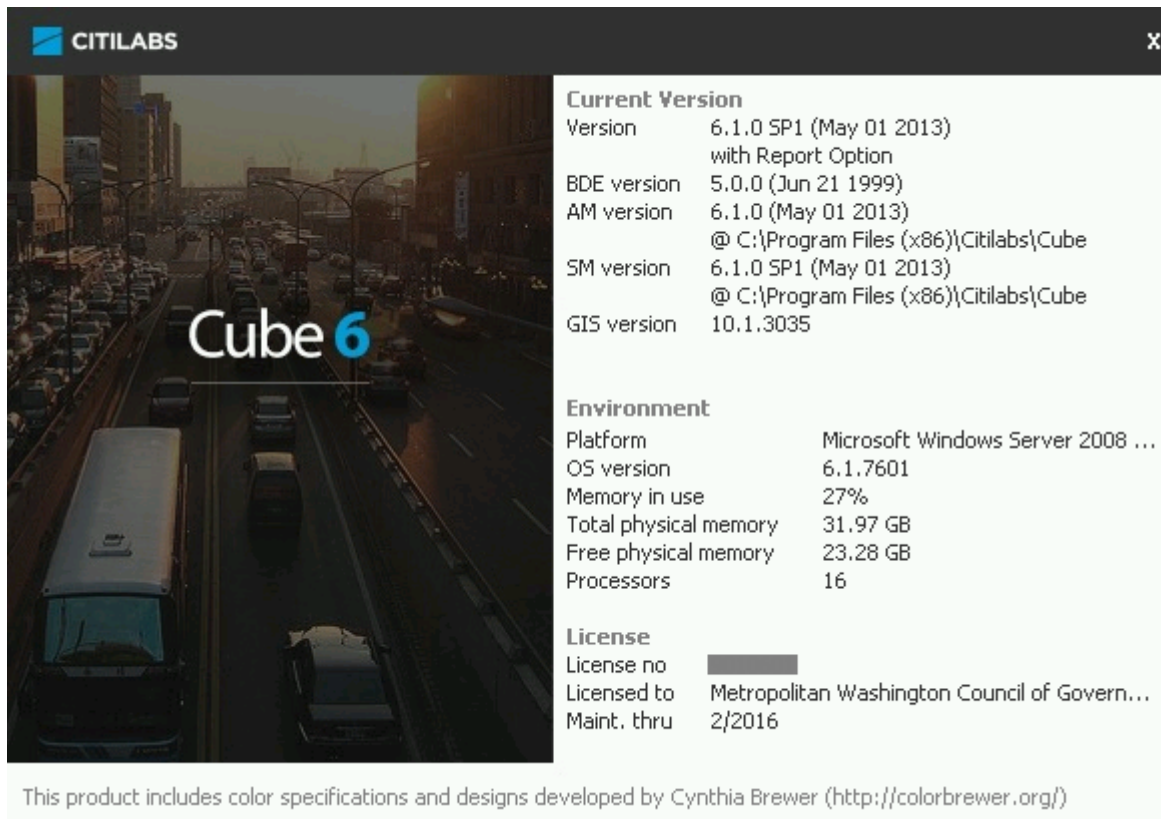 CITILABS
X
Cube 6
Current Version
Version 6.1.0 SP1 (May 01 2013)
with Report Option
BDE version 5.0.0 (Jun 21 1999)
AM version 6.1.0 (May 01 2013)
@ C:\Program Files (x86)\Citilabs\Cube
SM version 6.1.0 SP1 (May 01 2013)
@ C:\Program Files (x86)\Citilabs\Cube
GIS version 10.1.3035
Environment
Platform Microsoft Windows Server 2008 ...
OS version 6.1.7601
Memory in use 27%
Total physical memory 31.97 GB
Free physical memory 23.28 GB
Processors 16
License
License no
Licensed to Metropolitan Washington Council of Govern...
Maint. thru 2/2016
This product includes color specifications and designs developed by Cynthia Brewer (http://colorbrewer.org/)